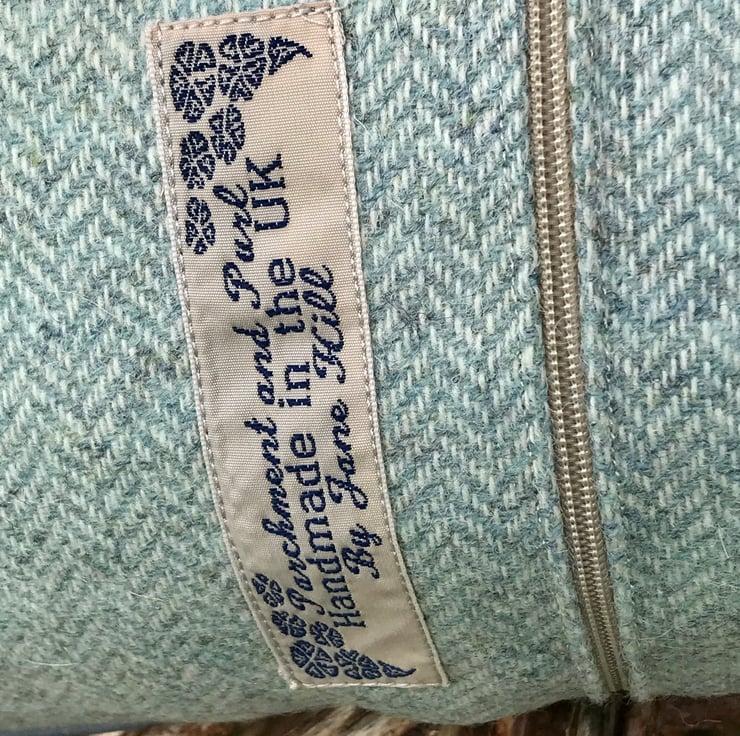 Parchment and Purl
Handmade in the UK
By Jane Hill